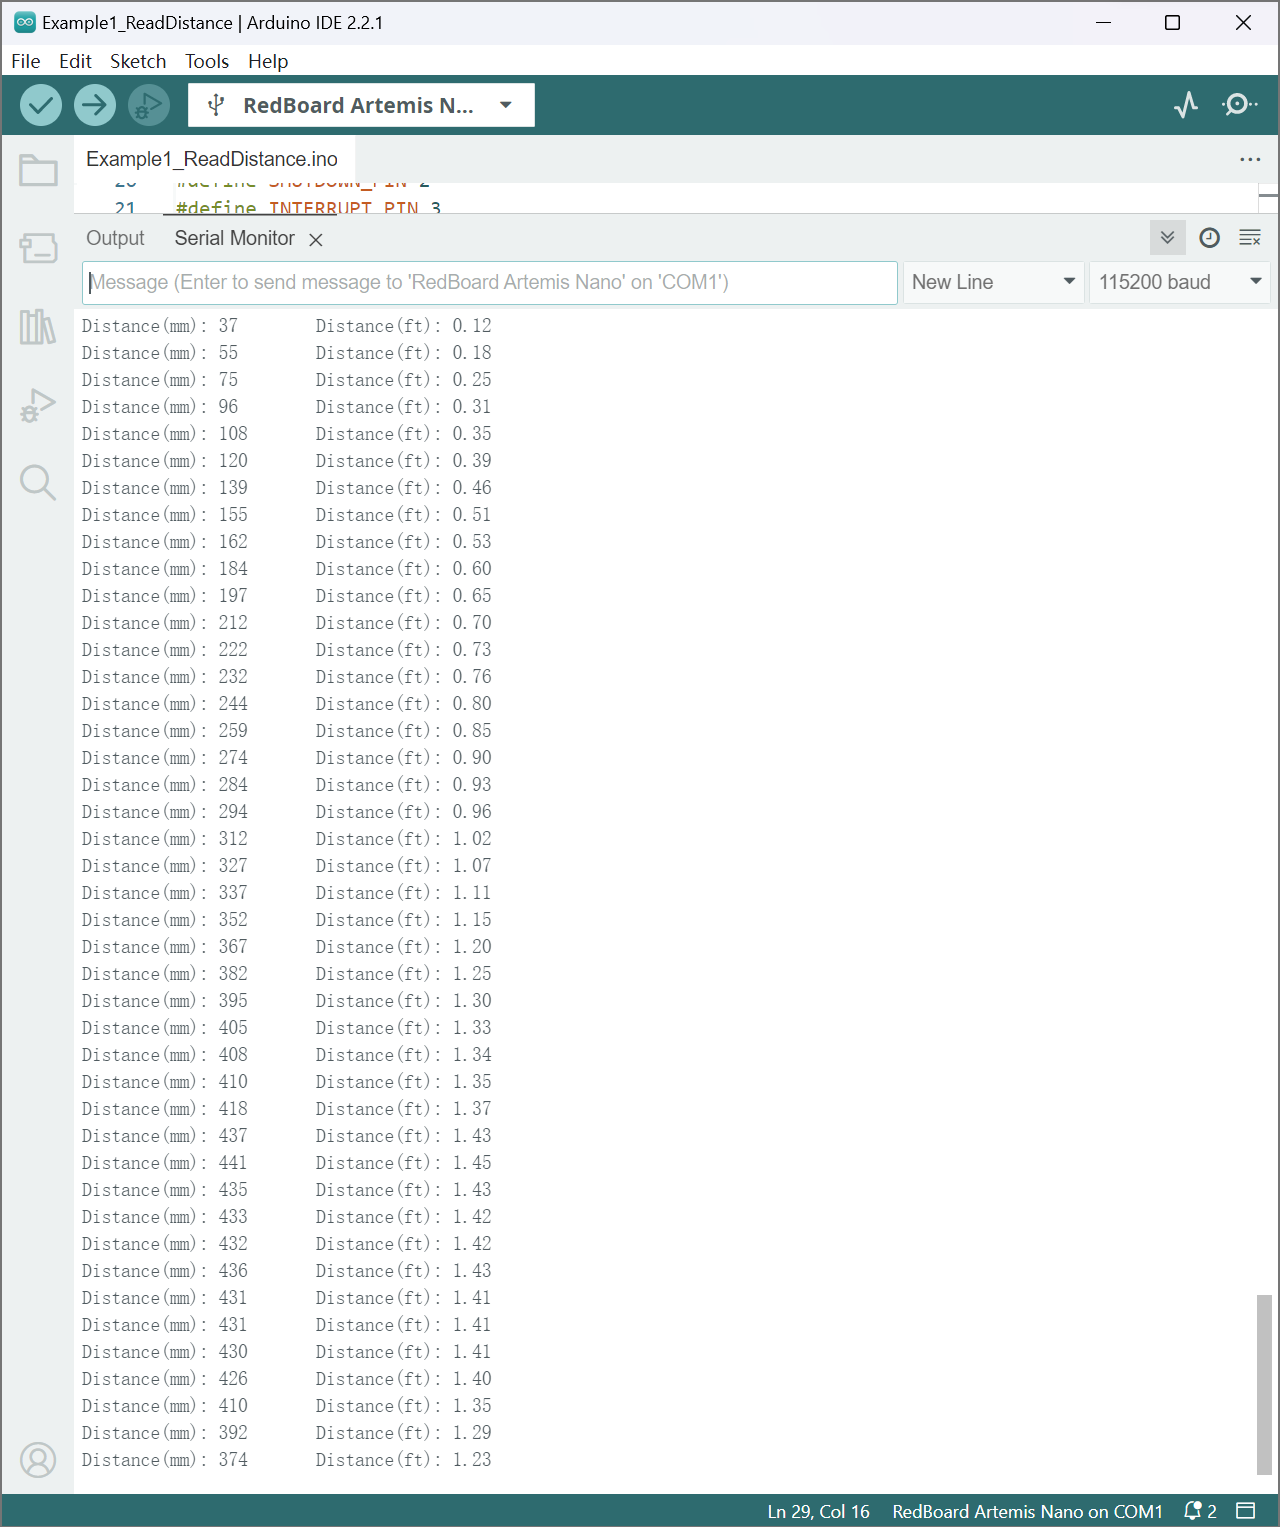 Example1_ReadDistance | Arduino IDE 2.2.1
File Edit Sketch Tools Help
RedBoard Artemis N...
Example1_ReadDistance.ino
20 #define SHUTDOWN_PIN 2
21 #define INTERRUPT_PIN 3
Output Serial Monitor
Message (Enter to send message to 'RedBoard Artemis Nano' on 'COM1') New Line 115200 baud
Distance(mm): 37 Distance(ft): 0.12
Distance(mm): 55 Distance(ft): 0.18
Distance(mm): 75 Distance(ft): 0.25
Distance(mm): 96 Distance(ft): 0.31
Distance(mm): 108 Distance(ft): 0.35
Distance(mm): 120 Distance(ft): 0.39
Distance(mm): 139 Distance(ft): 0.46
Distance(mm): 155 Distance(ft): 0.51
Distance(mm): 162 Distance(ft): 0.53
Distance(mm): 184 Distance(ft): 0.60
Distance(mm): 197 Distance(ft): 0.65
Distance(mm): 212 Distance(ft): 0.70
Distance(mm): 222 Distance(ft): 0.73
Distance(mm): 232 Distance(ft): 0.76
Distance(mm): 244 Distance(ft): 0.80
Distance(mm): 259 Distance(ft): 0.85
Distance(mm): 274 Distance(ft): 0.90
Distance(mm): 284 Distance(ft): 0.93
Distance(mm): 294 Distance(ft): 0.96
Distance(mm): 312 Distance(ft): 1.02
Distance(mm): 327 Distance(ft): 1.07
Distance(mm): 337 Distance(ft): 1.11
Distance(mm): 352 Distance(ft): 1.15
Distance(mm): 367 Distance(ft): 1.20
Distance(mm): 382 Distance(ft): 1.25
Distance(mm): 395 Distance(ft): 1.30
Distance(mm): 405 Distance(ft): 1.33
Distance(mm): 408 Distance(ft): 1.34
Distance(mm): 410 Distance(ft): 1.35
Distance(mm): 418 Distance(ft): 1.37
Distance(mm): 437 Distance(ft): 1.43
Distance(mm): 441 Distance(ft): 1.45
Distance(mm): 435 Distance(ft): 1.43
Distance(mm): 433 Distance(ft): 1.42
Distance(mm): 432 Distance(ft): 1.42
Distance(mm): 436 Distance(ft): 1.43
Distance(mm): 431 Distance(ft): 1.41
Distance(mm): 431 Distance(ft): 1.41
Distance(mm): 430 Distance(ft): 1.41
Distance(mm): 426 Distance(ft): 1.40
Distance(mm): 410 Distance(ft): 1.35
Distance(mm): 392 Distance(ft): 1.29
Distance(mm): 374 Distance(ft): 1.23
Ln 29, Col 16 RedBoard Artemis Nano on COM1 2